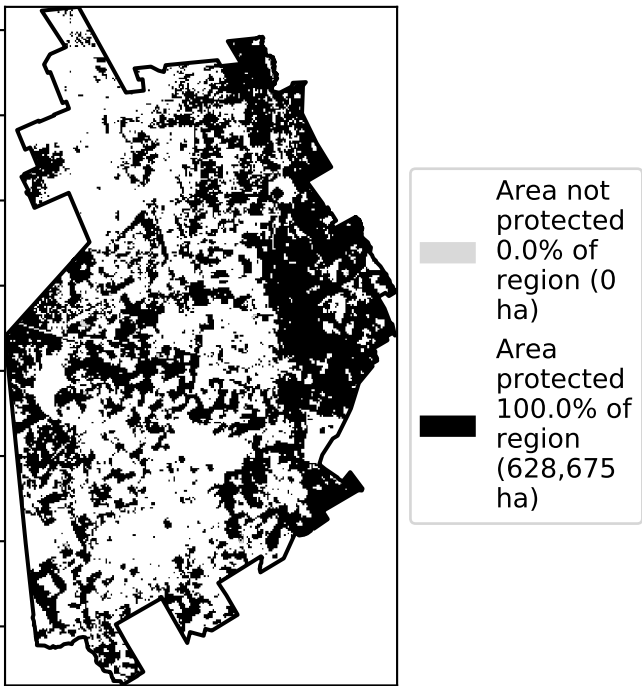 Area not
protected
0.0% of
region (0
ha)
Area
protected
100.0% of
region
(628,675
ha)